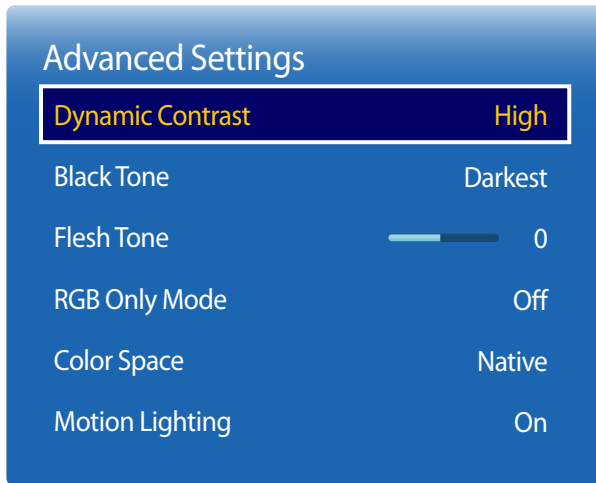 Advanced Settings
Dynamic Contrast High
Black Tone Darkest
Flesh Tone 0
RGB Only Mode Off
Color Space Native
Motion Lighting On